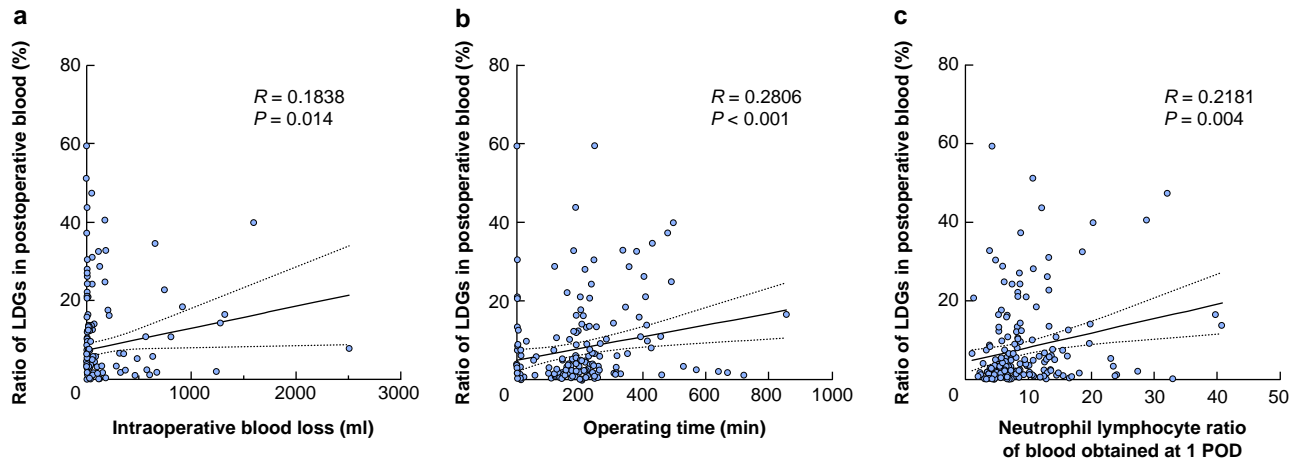 a
Ratio of LDGs in postoperative blood (%)
80
60
40
20
0
1000
2000
3000
R = 0.1838
P = 0.014
Intraoperative blood loss (ml)
b
Ratio of LDGs in postoperative blood (%)
80
60
40
20
0
200
400
600
800
1000
R = 0.2806
P < 0.001
Operating time (min)
c
Ratio of LDGs in postoperative blood (%)
80
60
40
20
0
10
20
30
40
50
R = 0.2181
P = 0.004
Neutrophil lymphocyte ratio
of blood obtained at 1 POD